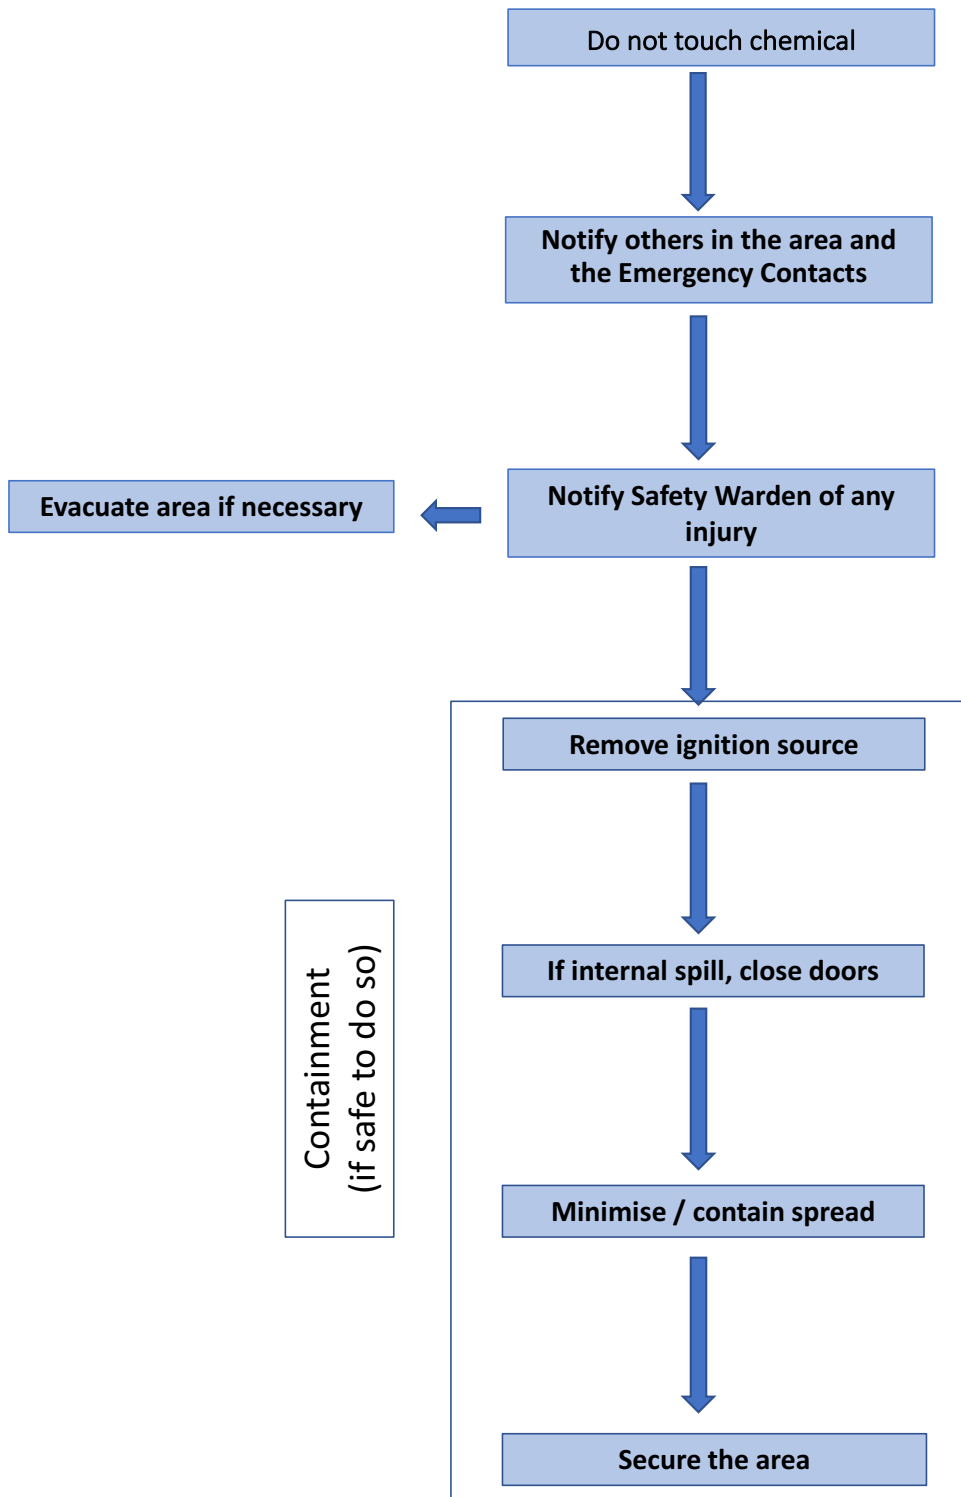 Do not touch chemical
Notify others in the area and
the Emergency Contacts
Evacuate area if necessary
Notify Safety Warden of any
injury
Remove ignition source
Containment
(if safe to do so)
If internal spill, close doors
Minimise / contain spread
Secure the area